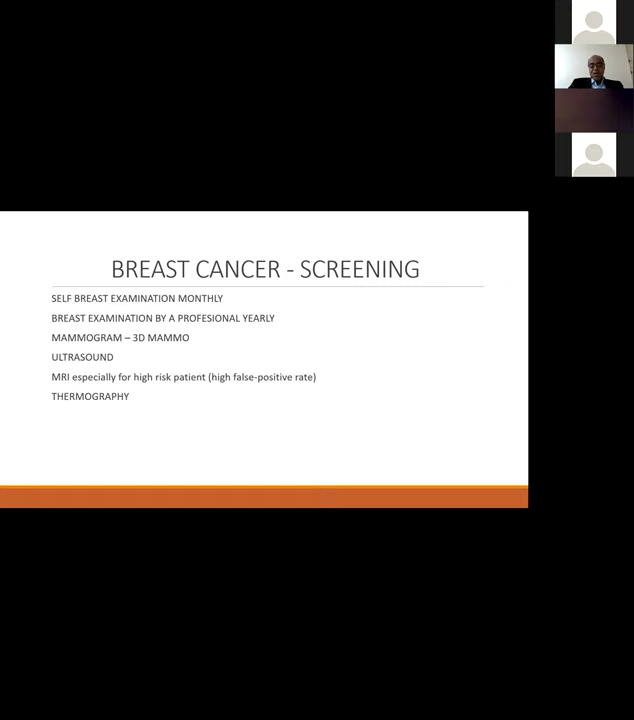 BREAST CANCER - SCREENING
SELF BREAST EXAMINATION MONTHLY
BREAST EXAMINATION BY A PROFESIONAL YEARLY
MAMMOGRAM – 3D MAMMO
ULTRASOUND
MRI especially for high risk patient (high false-positive rate)
THERMOGRAPHY